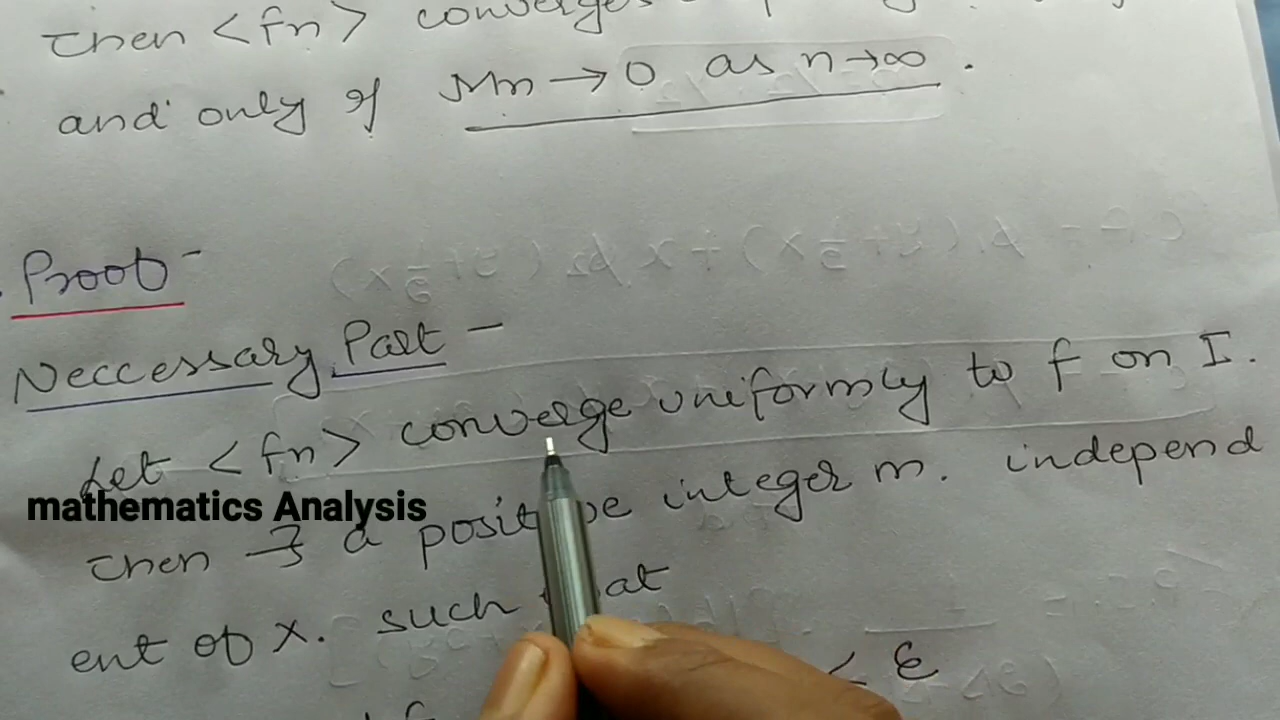 then <fn> converges
and only if Mn → 0 as n→∞ .
Proof -
Neccessary Part -
Let <fn> converge uniformly to f on I.
mathematics Analysis
then ∃ a positive integer m. independ
ent of x. such that
< ε